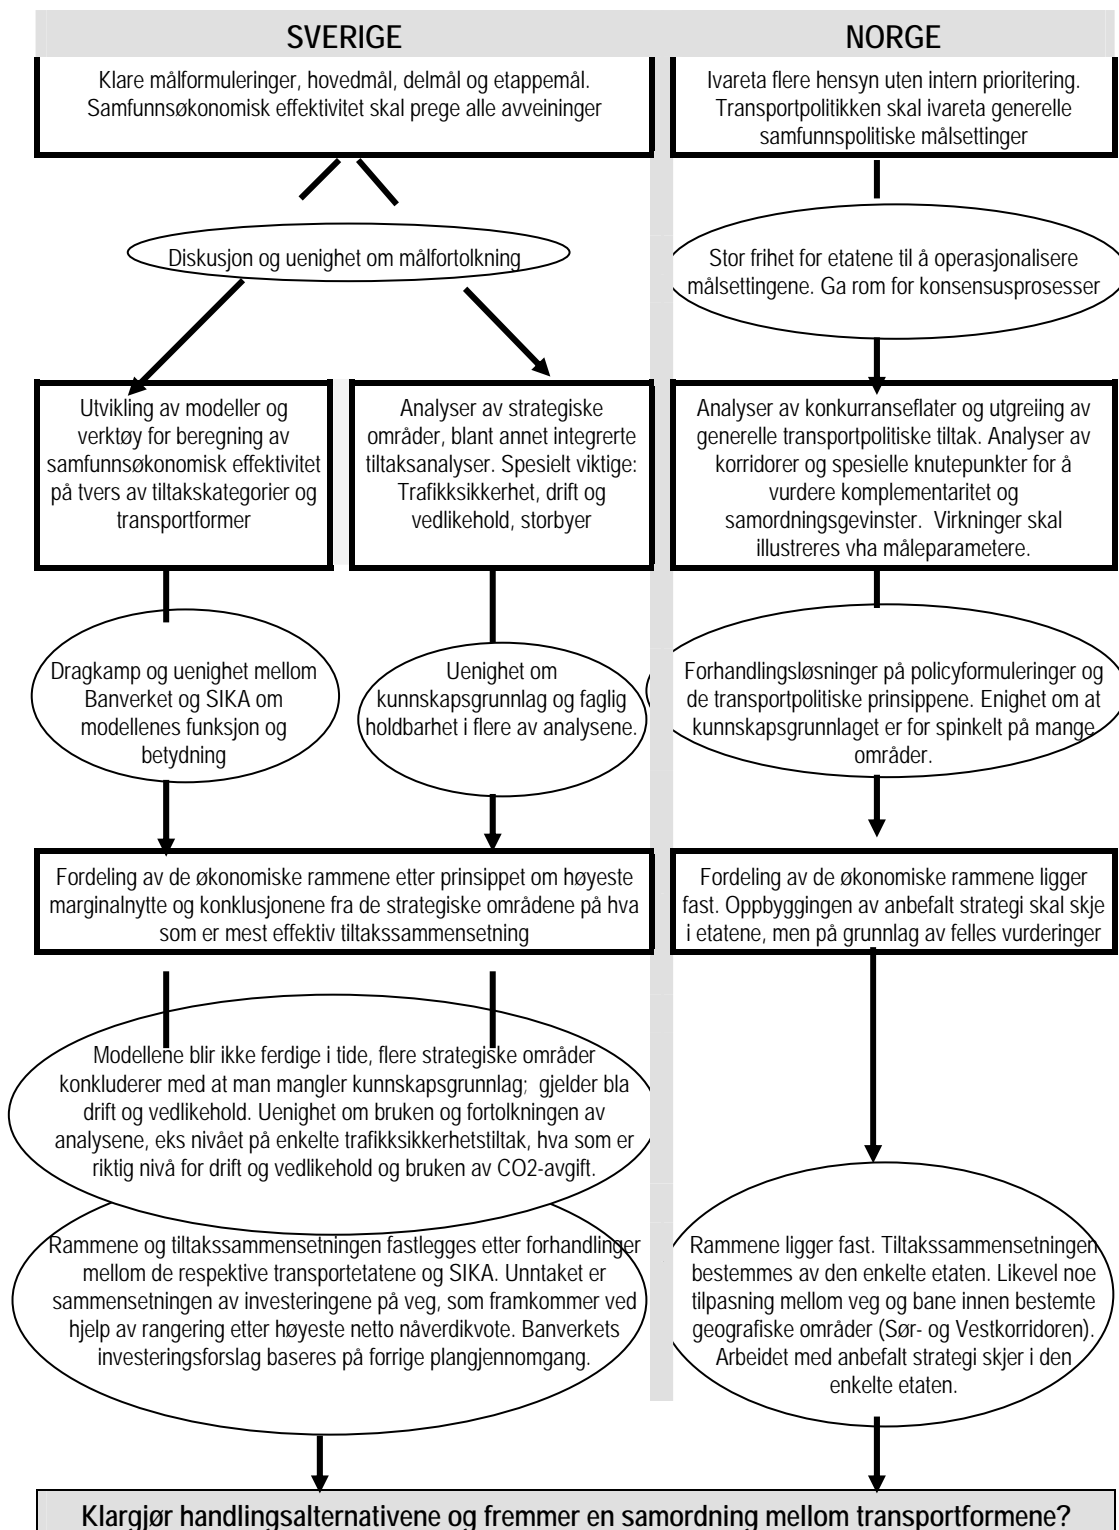 SVERIGE
NORGE
Klare målformuleringer, hovedmål, delmål og etappemål.
Samfunnsøkonomisk effektivitet skal prege alle avveininger
Ivareta flere hensyn uten intern prioritering.
Transportpolitikken skal ivareta generelle
samfunnspolitiske målsettinger
Diskusjon og uenighet om målfortolkning
Stor frihet for etatene til å operasjonalisere
målsettingene. Ga rom for konsensusprosesser
Utvikling av modeller og
verktøy for beregning av
samfunnsøkonomisk effektivitet
på tvers av tiltakskategorier og
transportformer
Analyser av strategiske
områder, blant annet integrerte
tiltaksanalyser. Spesielt viktige:
Trafikksikkerhet, drift og
vedlikehold, storbyer
Analyser av konkurranseflater og utgreiing av
generelle transportpolitiske tiltak. Analyser av
korridorer og spesielle knutepunkter for å
vurdere komplementaritet og
samordningsgevinster. Virkninger skal
illustreres vha måleparametere.
Dragkamp og uenighet mellom
Banverket og SIKA om
modellenes funksjon og
betydning
Uenighet om
kunnskapsgrunnlag og faglig
holdbarhet i flere av analysene.
Forhandlingsløsninger på policyformuleringer og
de transportpolitiske prinsippene. Enighet om at
kunnskapsgrunnlaget er for spinkelt på mange
områder.
Fordeling av de økonomiske rammene etter prinsippet om høyeste
marginalnytte og konklusjonene fra de strategiske områdene på hva
som er mest effektiv tiltakssammensetning
Fordeling av de økonomiske rammene ligger
fast. Oppbyggingen av anbefalt strategi skal skje
i etatene, men på grunnlag av felles vurderinger
Modellene blir ikke ferdige i tide, flere strategiske områder
konkluderer med at man mangler kunnskapsgrunnlag; gjelder bla
drift og vedlikehold. Uenighet om bruken og fortolkningen av
analysene, eks nivået på enkelte trafikksikkerhetstiltak, hva som er
riktig nivå for drift og vedlikehold og bruken av CO2-avgift.
Rammene og tiltakssammensetningen fastlegges etter forhandlinger
mellom de respektive transportetatene og SIKA. Unntaket er
sammensetningen av investeringene på veg, som framkommer ved
hjelp av rangering etter høyeste netto nåverdikvote. Banverkets
investeringsforslag baseres på forrige plangjennomgang.
Rammene ligger fast. Tiltakssammensetningen
bestemmes av den enkelte etaten. Likevel noe
tilpasning mellom veg og bane innen bestemte
geografiske områder (Sør- og Vestkorridoren).
Arbeidet med anbefalt strategi skjer i den
enkelte etaten.
Klargjør handlingsalternativene og fremmer en samordning mellom transportformene?